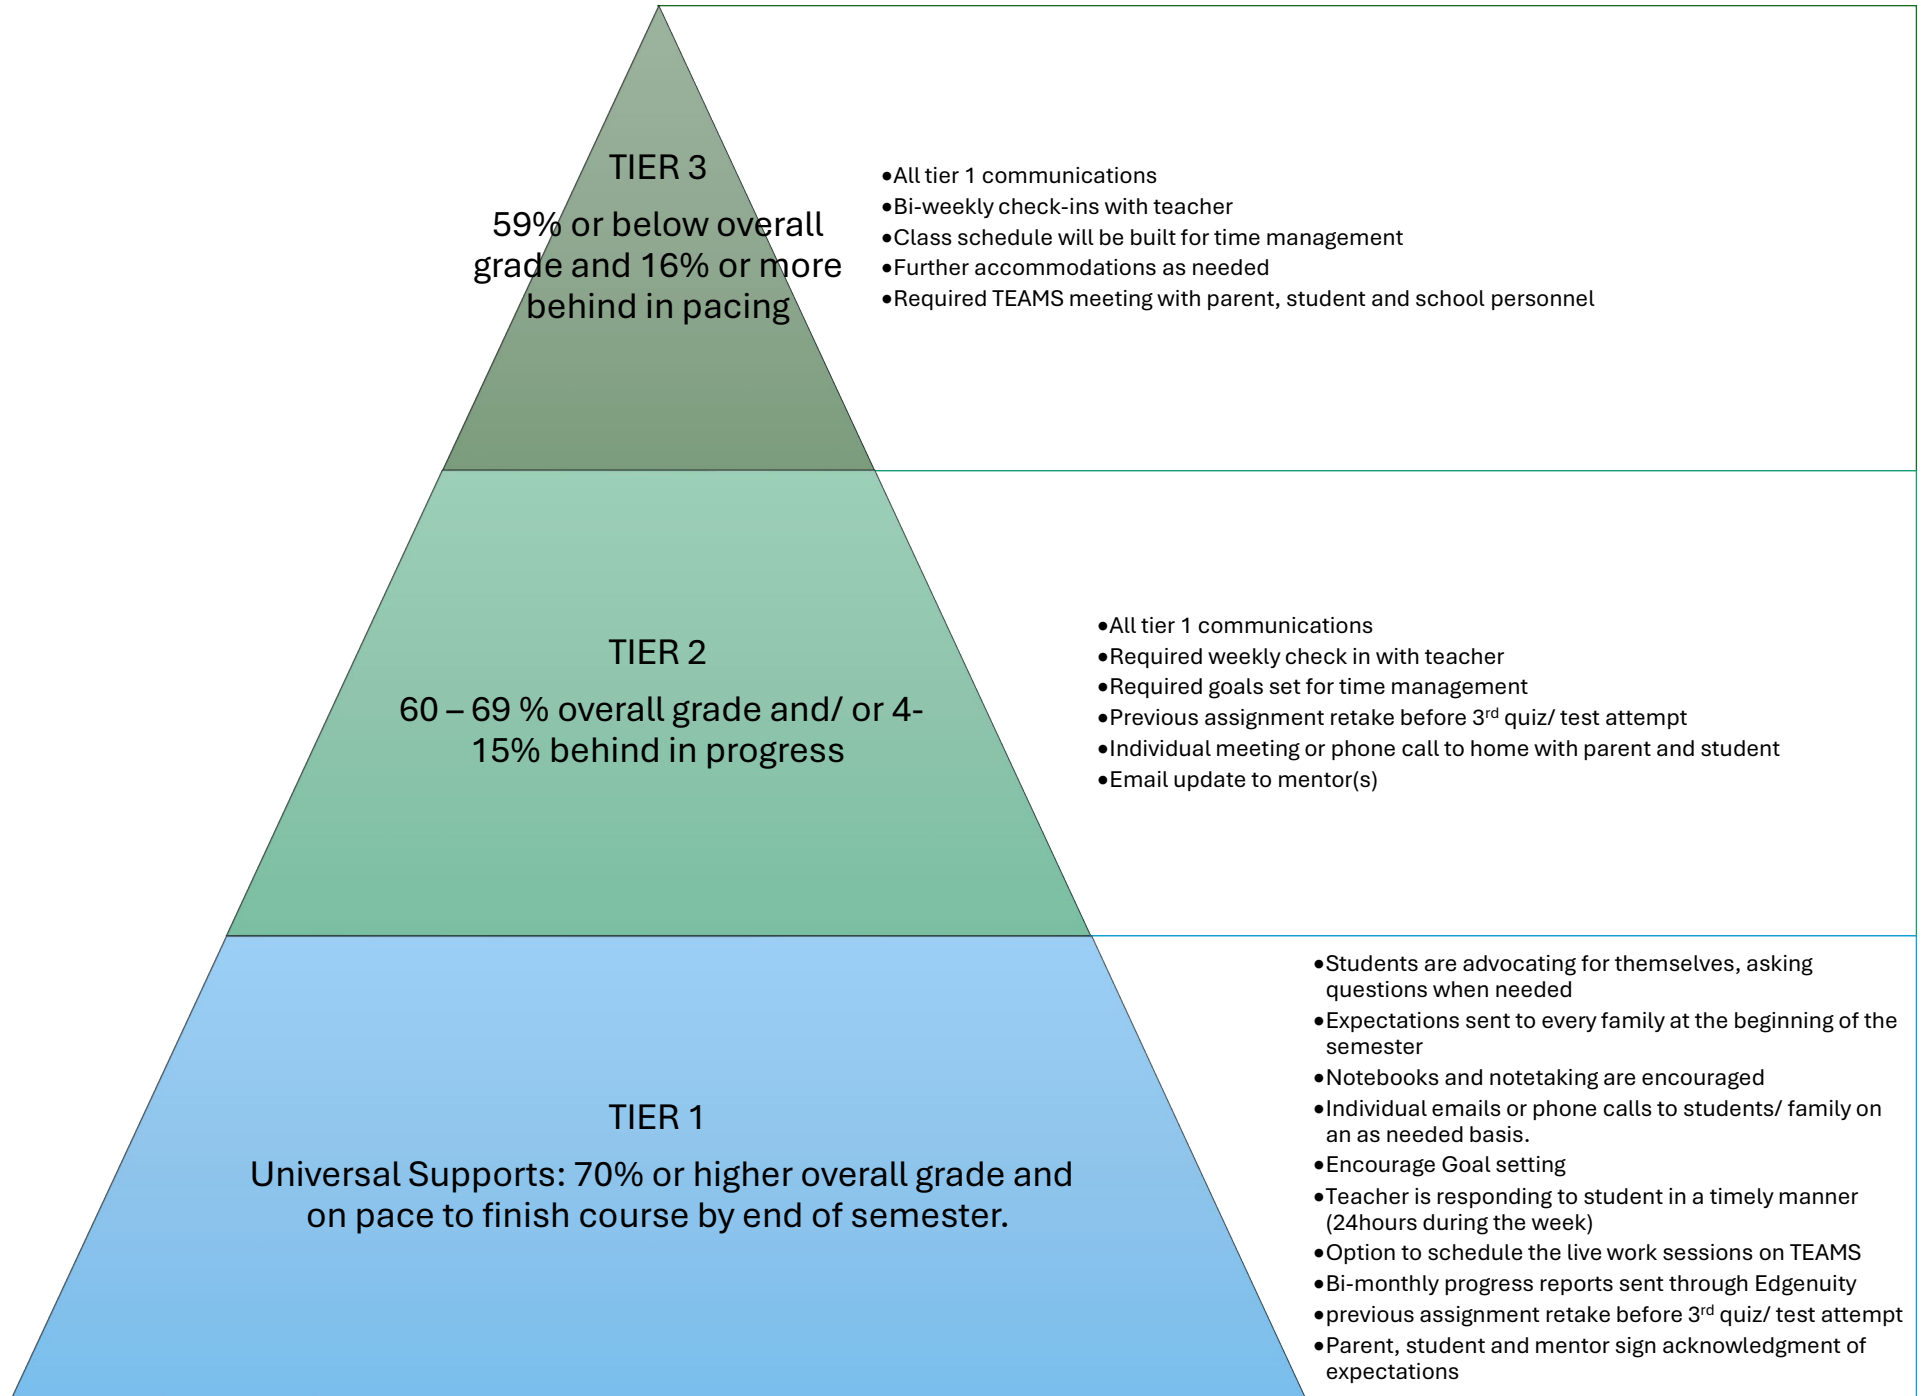 TIER 3
59% or below overall
grade and 16% or more
behind in pacing
•All tier 1 communications
•Bi-weekly check-ins with teacher
•Class schedule will be built for time management
•Further accommodations as needed
•Required TEAMS meeting with parent, student and school personnel
TIER 2
60 – 69 % overall grade and/ or 4-
15% behind in progress
•All tier 1 communications
•Required weekly check in with teacher
•Required goals set for time management
•Previous assignment retake before 3rd quiz/ test attempt
•Individual meeting or phone call to home with parent and student
•Email update to mentor(s)
TIER 1
Universal Supports: 70% or higher overall grade and
on pace to finish course by end of semester.
•Students are advocating for themselves, asking
questions when needed
•Expectations sent to every family at the beginning of the
semester
•Notebooks and notetaking are encouraged
•Individual emails or phone calls to students/ family on
an as needed basis.
•Encourage Goal setting
•Teacher is responding to student in a timely manner
(24hours during the week)
•Option to schedule the live work sessions on TEAMS
•Bi-monthly progress reports sent through Edgenuity
•previous assignment retake before 3rd quiz/ test attempt
•Parent, student and mentor sign acknowledgment of
expectations